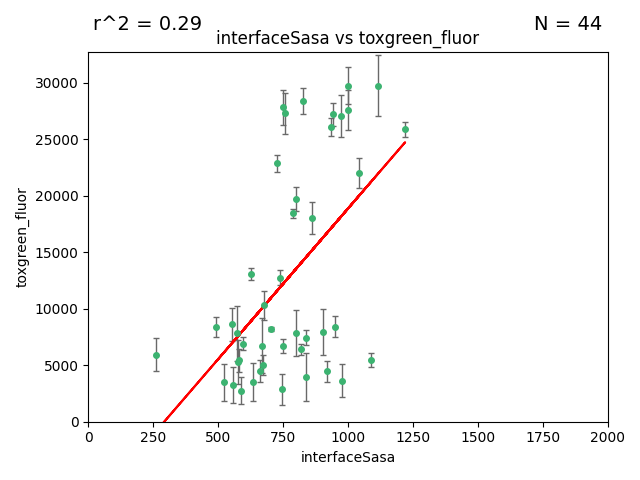 r^2 = 0.29
N = 44
interfaceSasa vs toxgreen_fluor
30000
25000
20000
15000
10000
5000
0
toxgreen_fluor
0 250 500 750 1000 1250 1500 1750 2000
interfaceSasa